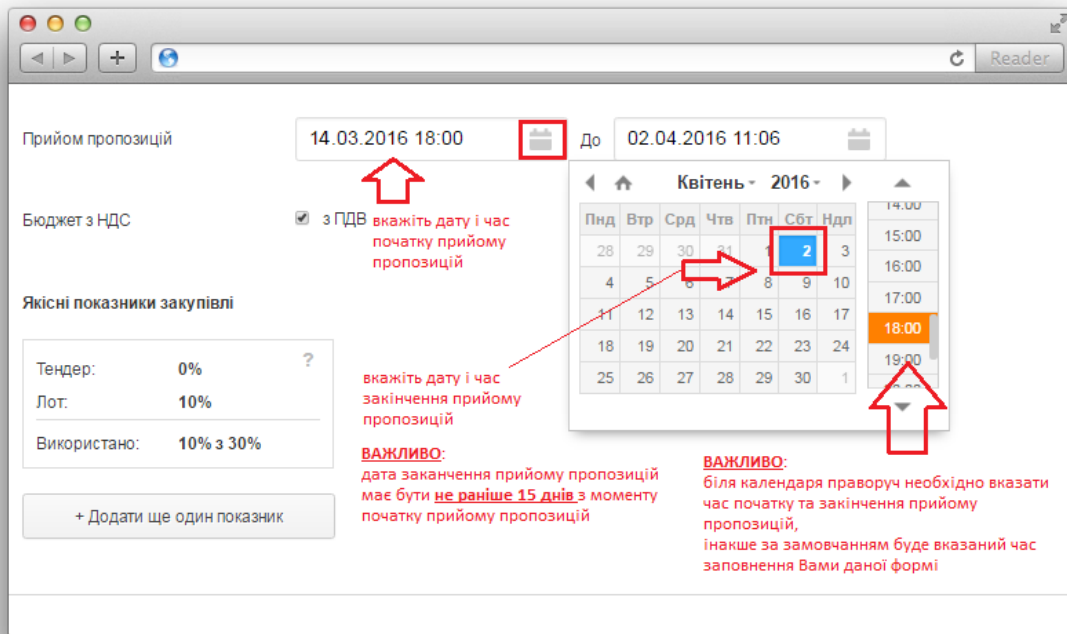 Reader
Прийом пропозицій
14.03.2016 18:00
До
02.04.2016 11:06
Квітень 2016
Пнд Втр Срд Чтв Птн Сбт Ндл
28 29 30 31 1 2 3
4 5 6 7 8 9 10
11 12 13 14 15 16 17
18 19 20 21 22 23 24
25 26 27 28 29 30 1
14:00
15:00
16:00
17:00
18:00
19:00
Бюджет з НДС
з ПДВ
вкажіть дату і час
початку прийому
пропозицій
Якісні показники закупівлі
Тендер: 0%
?
Лот: 10%
Використано: 10% з 30%
+ Додати ще один показник
вкажіть дату і час
закінчення прийому
пропозицій
ВАЖЛИВО:
дата заканчення прийому пропозицій
має бути не раніше 15 днів з моменту
початку прийому пропозицій
ВАЖЛИВО:
біля календаря праворуч необхідно вказати
час початку та закінчення прийому
пропозицій,
інакше за замовчанням буде вказаний час
заповнення Вами даної формі